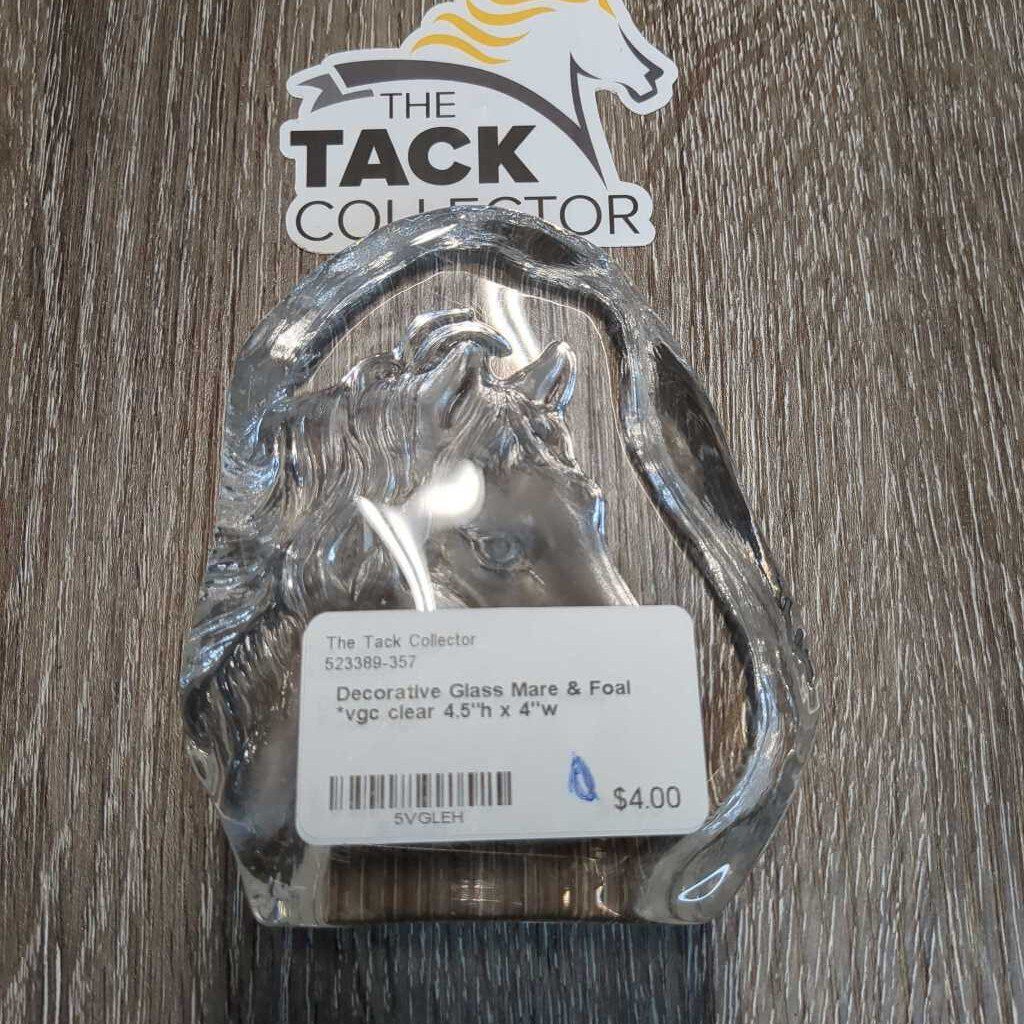 THE
TACK
COLLECTOR
The Tack Collector
523389-357
Decorative Glass Mare & Foal
*vgc clear 4.5"h x 4"w
$4.00
5VGLEH